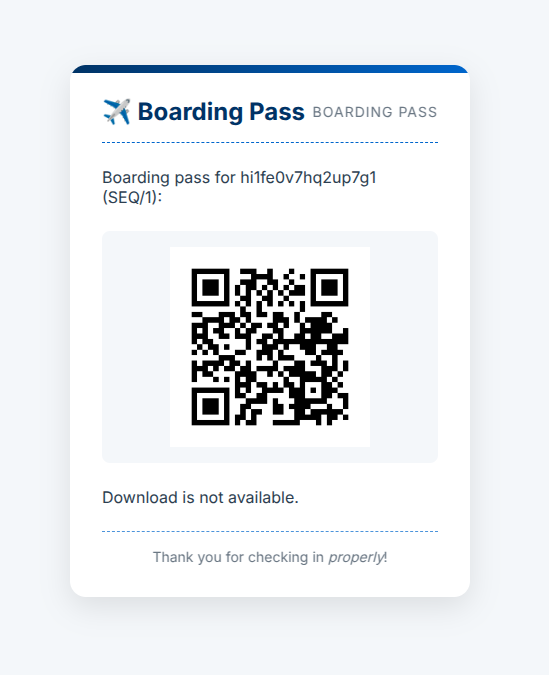 ✈️ Boarding Pass BOARDING PASS
Boarding pass for hi1fe0v7hq2up7g1
(SEQ/1):
Download is not available.
Thank you for checking in properly!